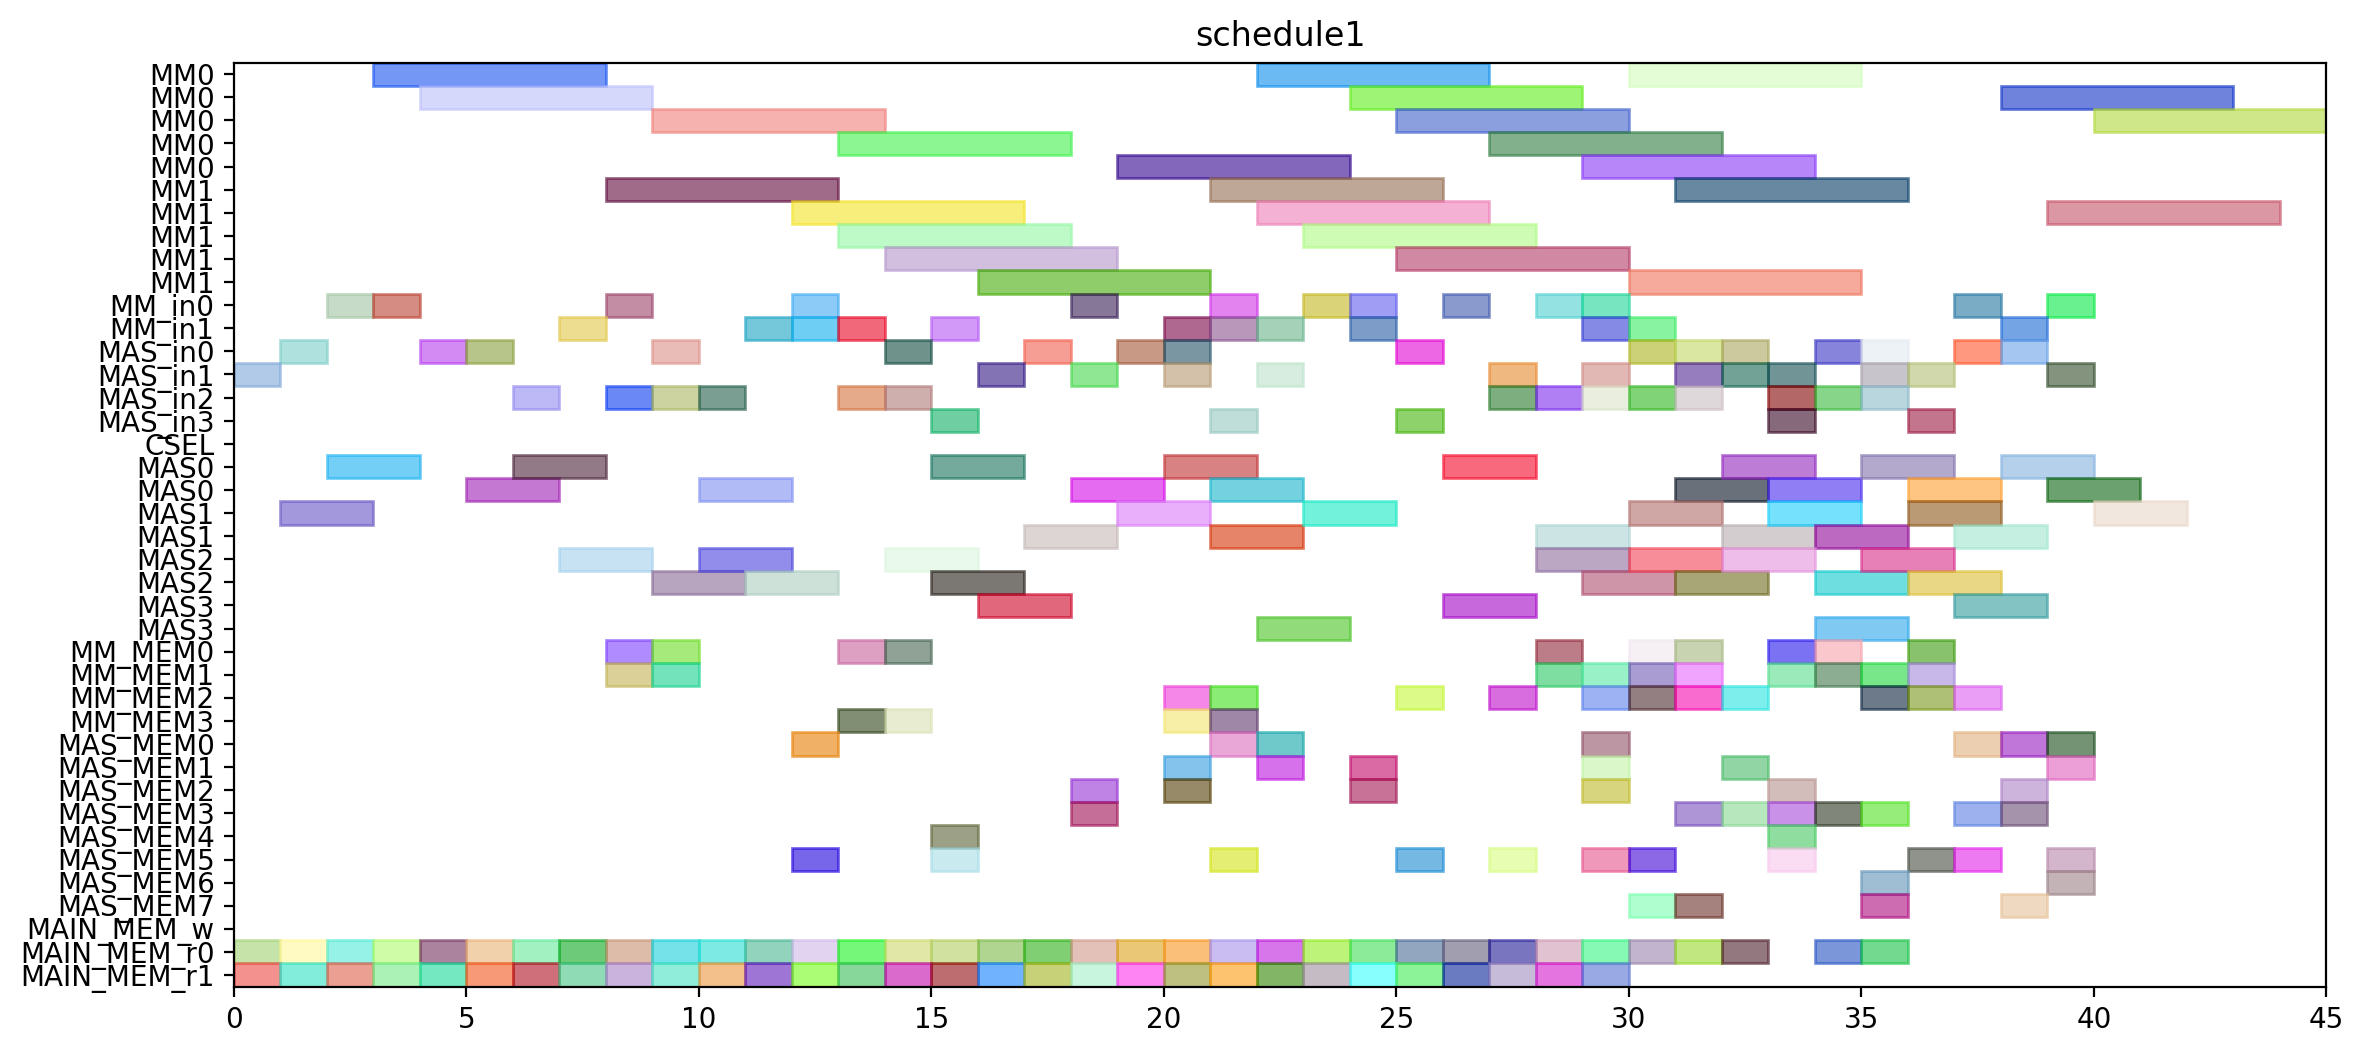 schedule1
MM0
MM0
MM0
MM0
MM0
MM1
MM1
MM1
MM1
MM1
MM_in0
MM_in1
MAS_in0
MAS_in1
MAS_in2
MAS_in3
CSEL
MAS0
MAS0
MAS1
MAS1
MAS2
MAS2
MAS3
MAS3
MM_MEM0
MM_MEM1
MM_MEM2
MM_MEM3
MAS_MEM0
MAS_MEM1
MAS_MEM2
MAS_MEM3
MAS_MEM4
MAS_MEM5
MAS_MEM6
MAS_MEM7
MAIN_MEM_w
MAIN_MEM_r0
MAIN_MEM_r1
0 5 10 15 20 25 30 35 40 45